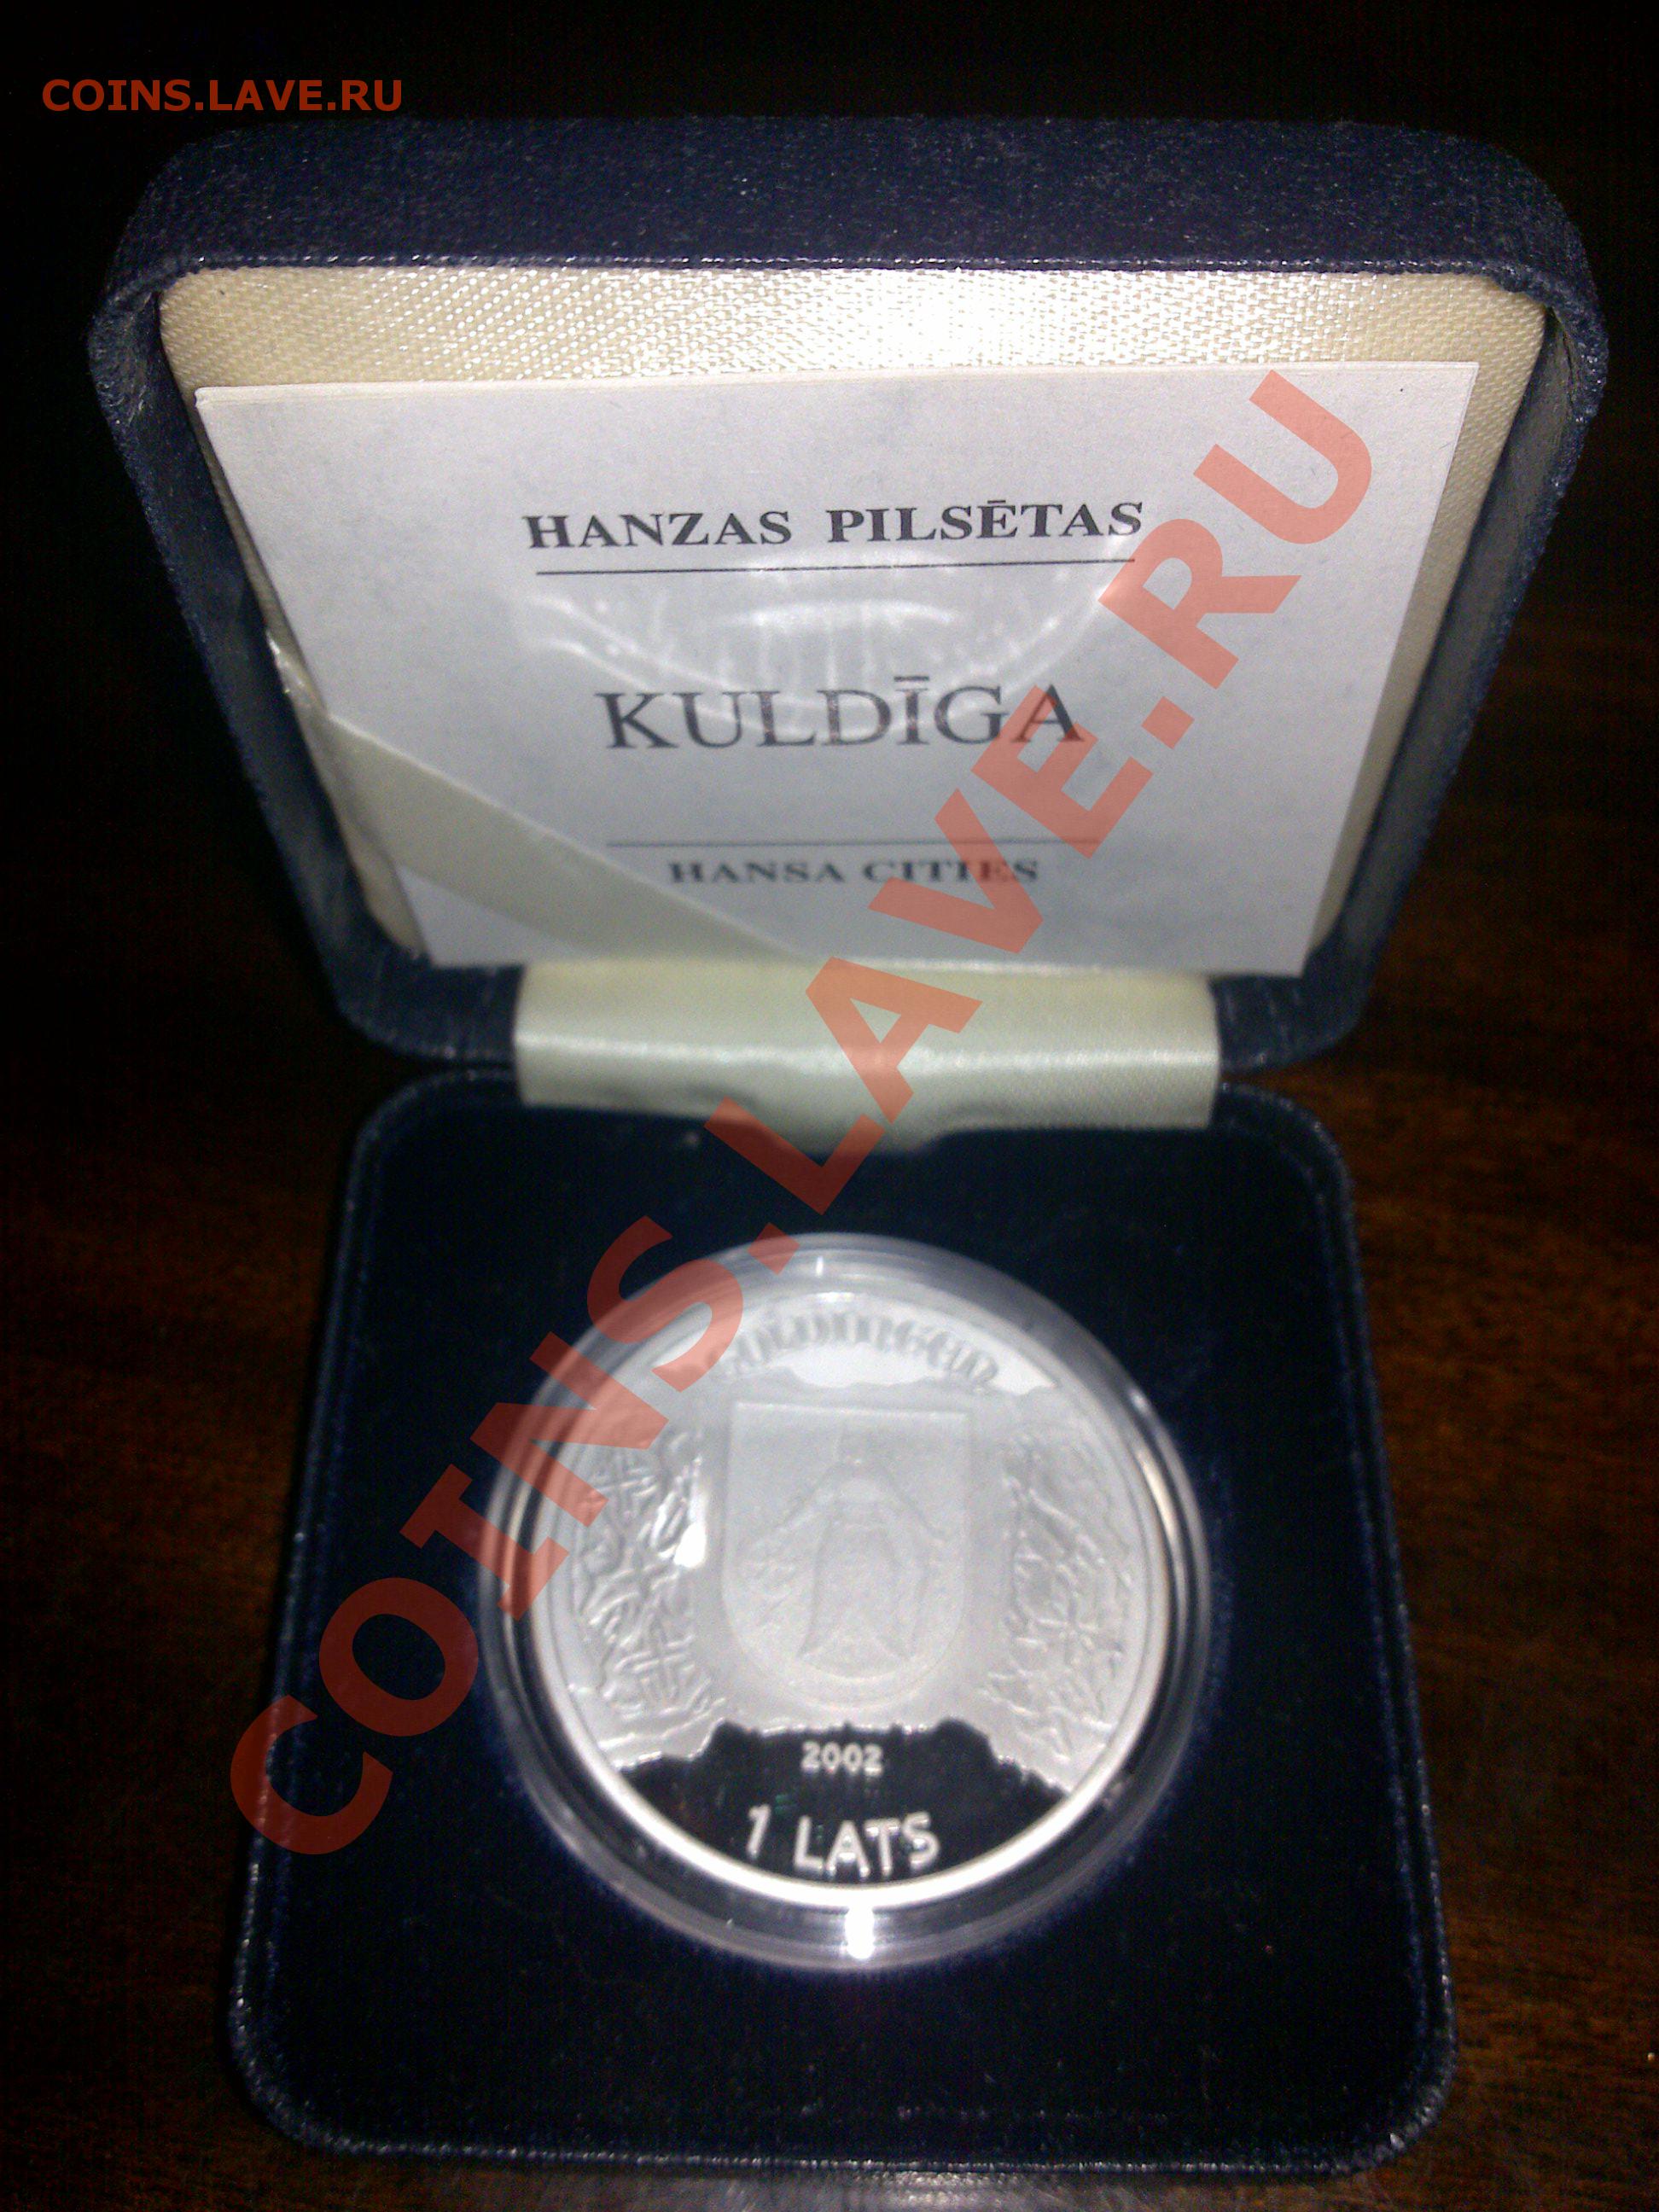 COINS.LAVE.RU
HANZAS PILSĒTAS
KULDĪGA
HANSA CITIES
COINS.LAVE.RU
2002
1 LATS